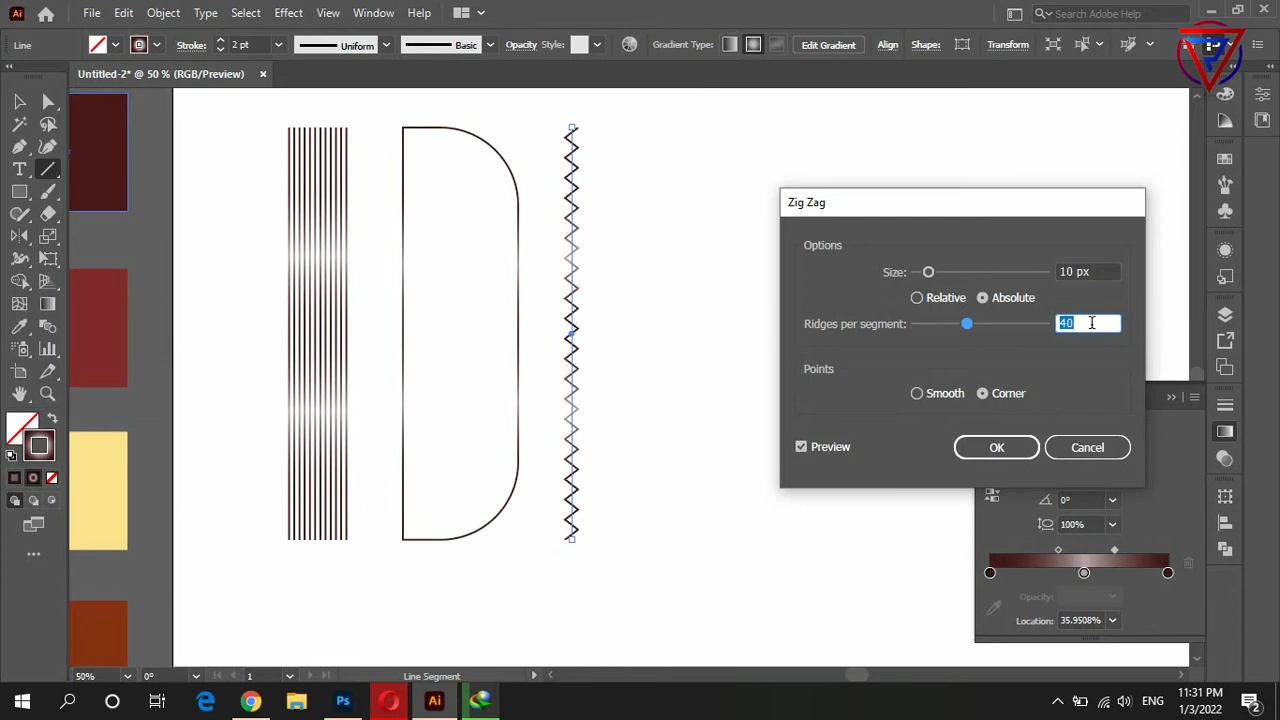 Ai File Edit Object Type Select Effect View Window Help Search Adobe Help
Line Stroke: 2 pt Uniform Basic Opacity Style: Gradient Type: Edit Gradient Align Shape: Transform
Untitled-2* @ 50 % (RGB/Preview)
Zig Zag
Options
Size: 10 px
Relative Absolute
Ridges per segment: 40
Points
Smooth Corner
Preview OK Cancel
0°
100%
Opacity:
Location: 35.9508%
50% 0° 1 Line Segment
Ps Ai ENG 11:31 PM
1/3/2022
2